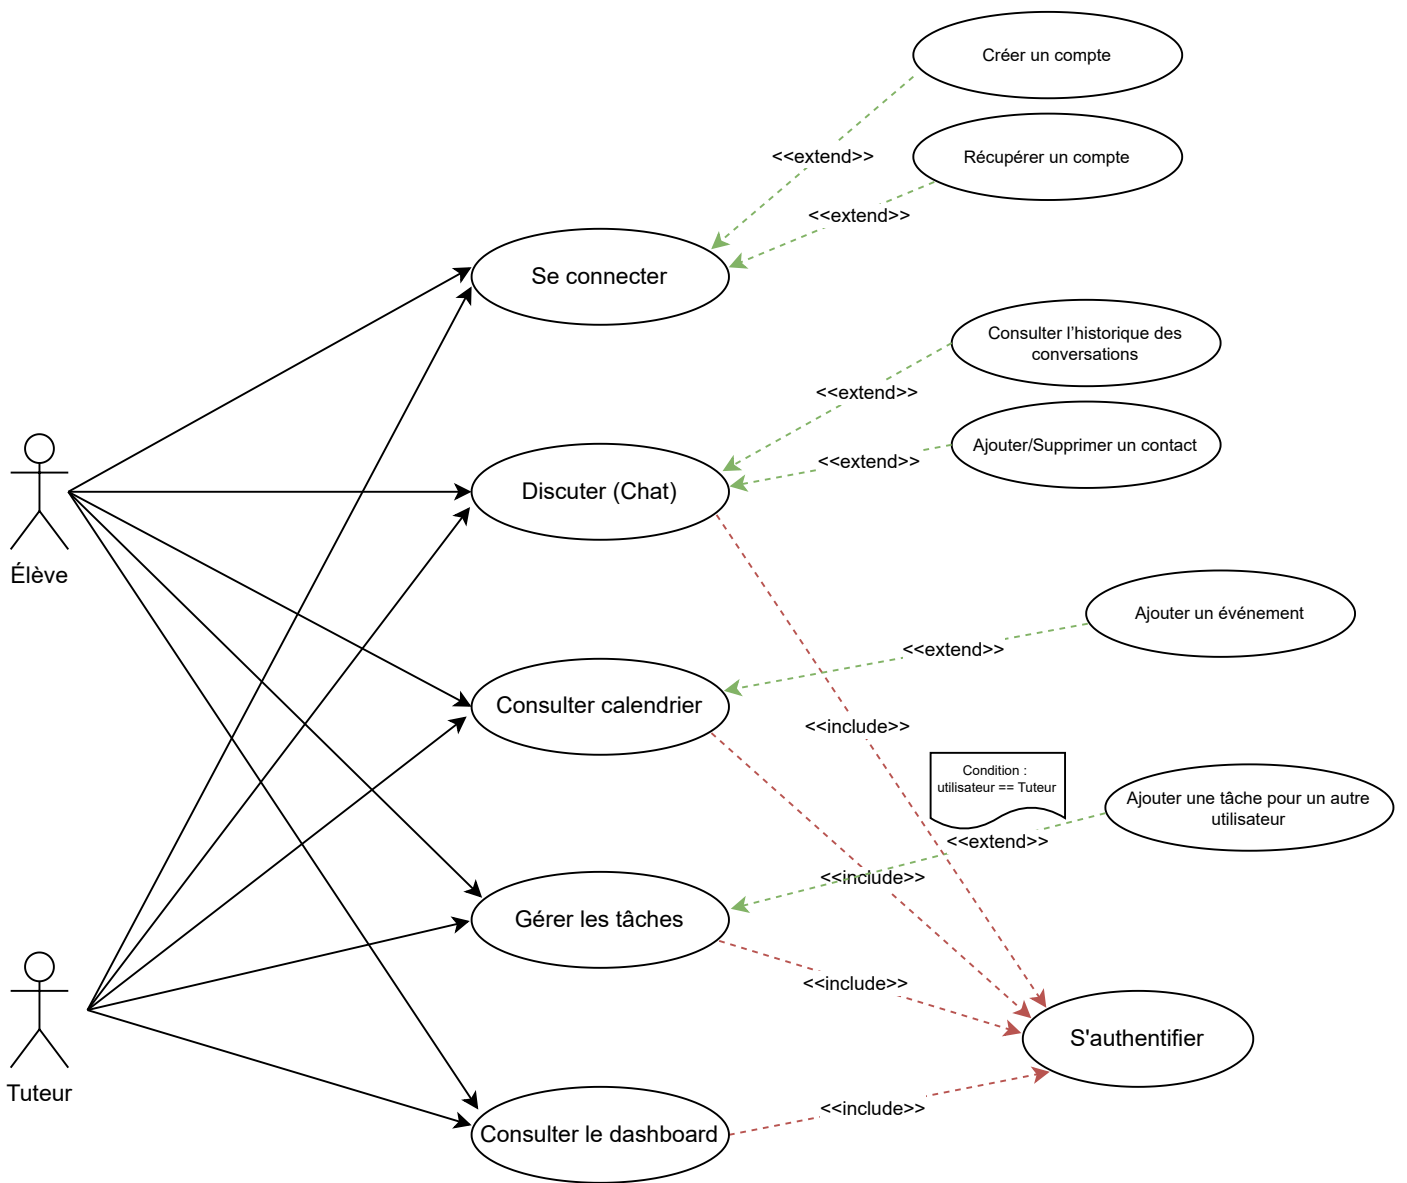 Créer un compte
<<extend>>
Récupérer un compte
<<extend>>
Se connecter
Consulter l'historique des
conversations
<<extend>>
Ajouter/Supprimer un contact
<<extend>>
Discuter (Chat)
Élève
Ajouter un événement
<<extend>>
Consulter calendrier
<<include>>
Condition :
utilisateur == Tuteur
Ajouter une tâche pour un autre
utilisateur
<<extend>>
<<include>>
Gérer les tâches
<<include>>
S'authentifier
Tuteur
<<include>>
Consulter le dashboard